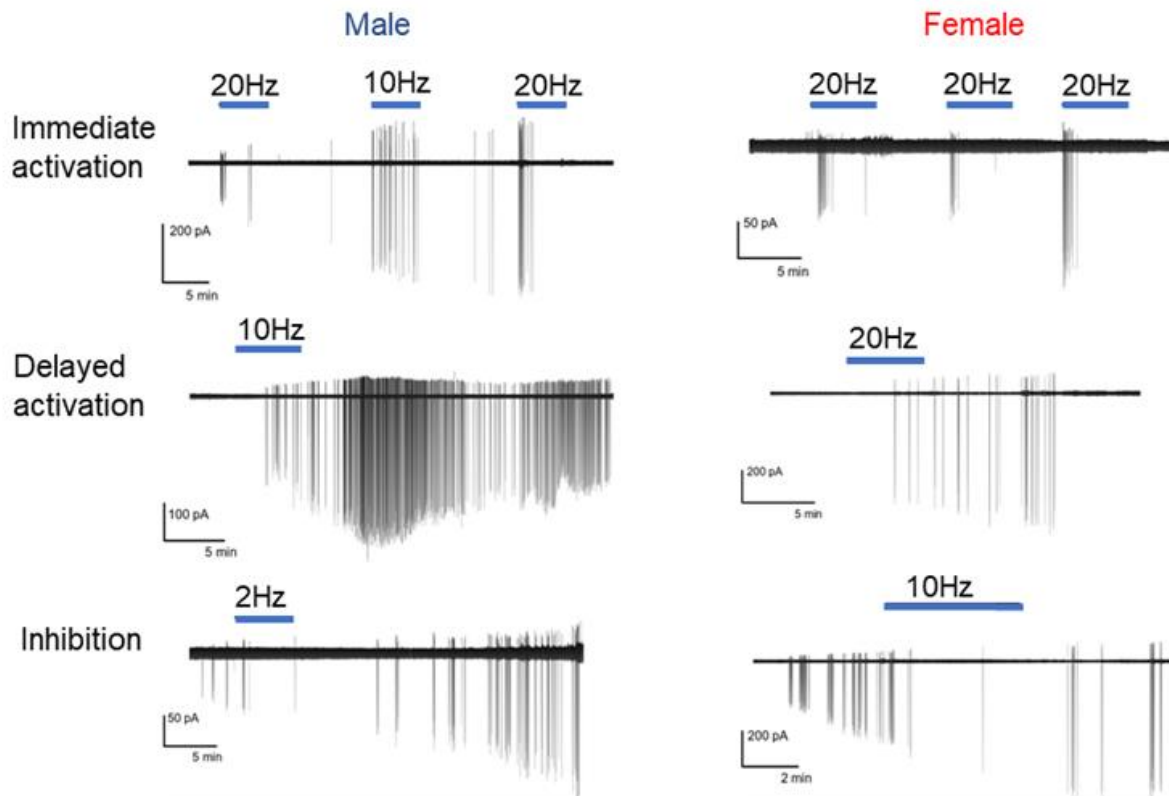 Male
Female
20Hz 10Hz 20Hz
20Hz 20Hz 20Hz
Immediate
activation
200 pA
5 min
50 pA
5 min
10Hz
20Hz
Delayed
activation
100 pA
5 min
200 pA
5 min
2Hz
10Hz
Inhibition
50 pA
5 min
200 pA
2 min